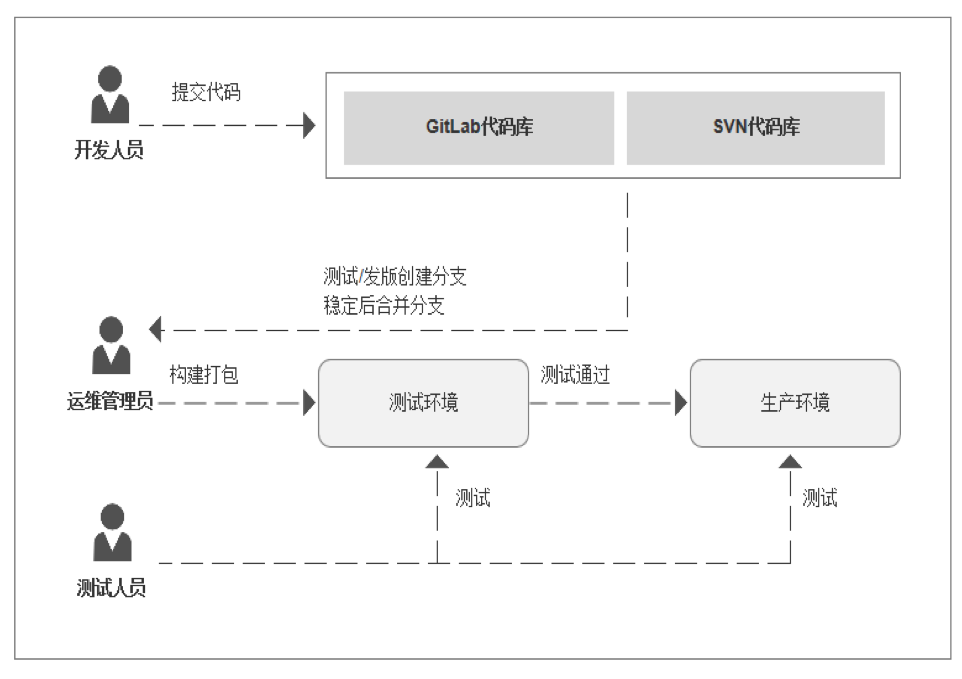 提交代码
开发人员
GitLab代码库
SVN代码库
测试/发版创建分支
稳定后合并分支
运维管理员
构建打包
测试环境
测试通过
生产环境
测试
测试
测试人员